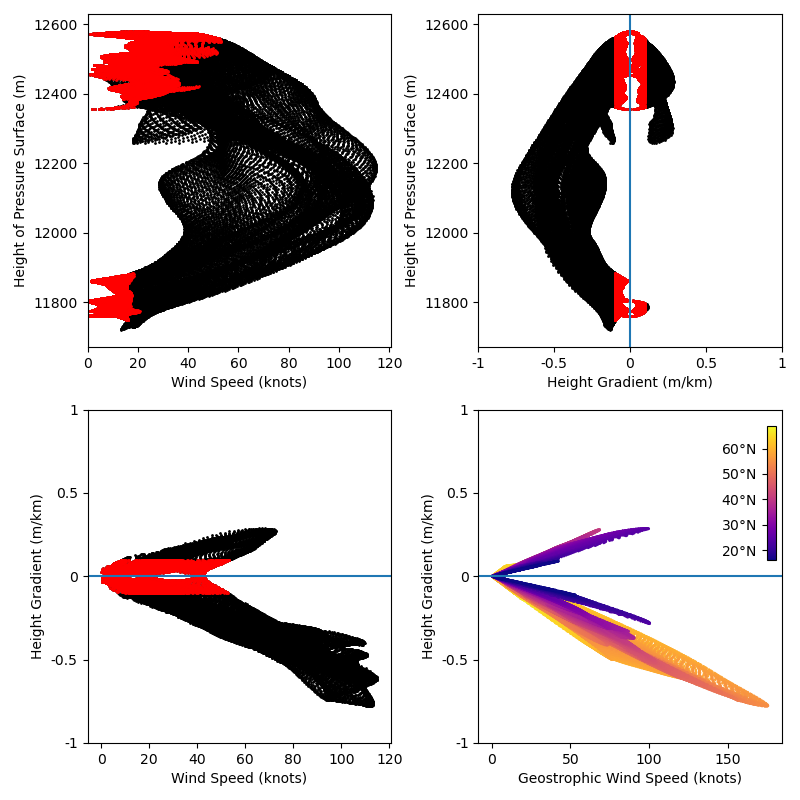 12600
12400
12200
12000
11800
Height of Pressure Surface (m)
0 20 40 60 80 100 120
Wind Speed (knots)
12600
12400
12200
12000
11800
Height of Pressure Surface (m)
-1 -0.5 0 0.5 1
Height Gradient (m/km)
1
0.5
0
-0.5
-1
Height Gradient (m/km)
0 20 40 60 80 100 120
Wind Speed (knots)
1
0.5
0
-0.5
-1
Height Gradient (m/km)
60°N
50°N
40°N
30°N
20°N
0 50 100 150
Geostrophic Wind Speed (knots)